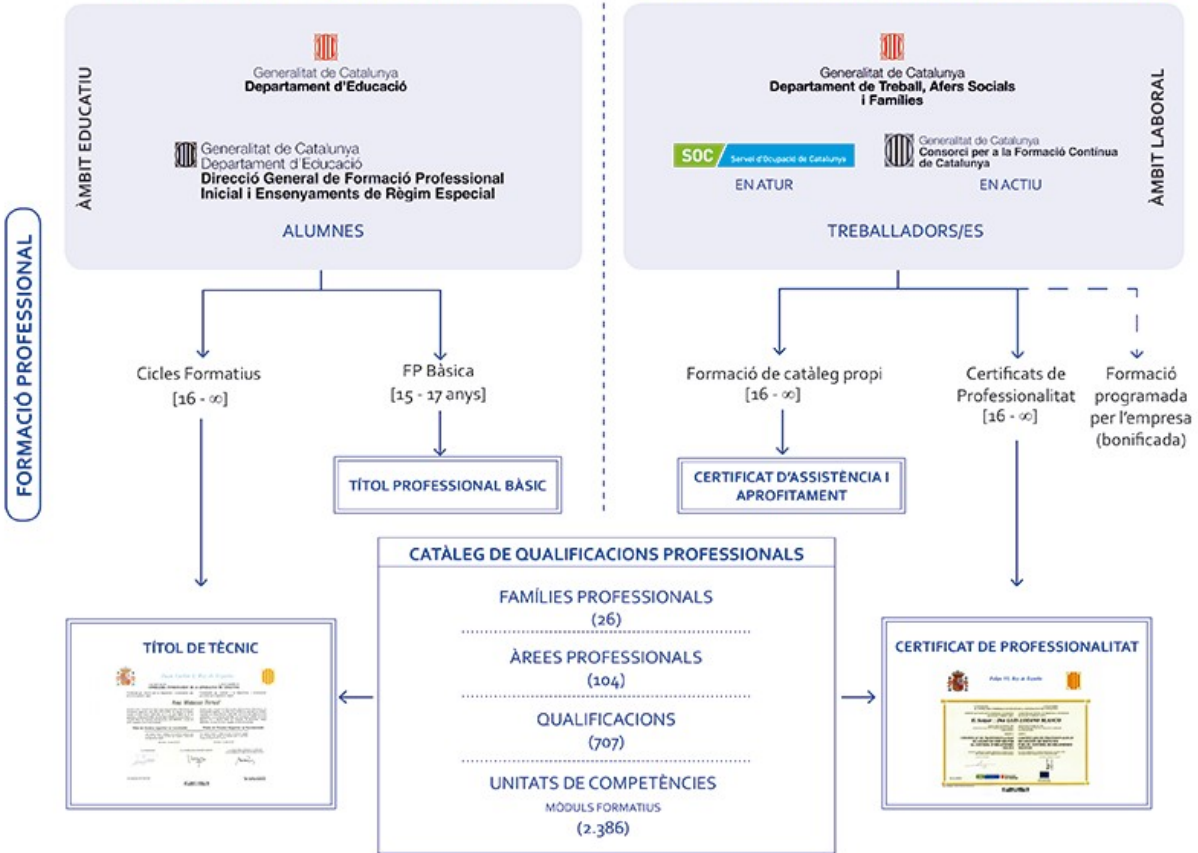 FORMACIÓ PROFESSIONAL
ÀMBIT EDUCATIU
Generalitat de Catalunya
Departament d'Educació
Generalitat de Catalunya
Departament d'Educació
Direcció General de Formació Professional
Inicial i Ensenyaments de Règim Especial
ALUMNES
Generalitat de Catalunya
Departament de Treball, Afers Socials
i Famílies
SOC
Servei d'Ocupació de Catalunya
EN ATUR
Generalitat de Catalunya
Consorci per a la Formació Contínua
de Catalunya
EN ACTIU
TREBALLADORS/ES
ÀMBIT LABORAL
Cicles Formatius
[16 - ∞]
FP Bàsica
[15 - 17 anys]
TÍTOL PROFESSIONAL BÀSIC
Formació de catàleg propi
[16 - ∞]
CERTIFICAT D'ASSISTÈNCIA I
APROFITAMENT
Certificats de
Professionalitat
[16 - ∞]
Formació
programada
per l'empresa
(bonificada)
TÍTOL DE TÈCNIC
CATÀLEG DE QUALIFICACIONS PROFESSIONALS
FAMÍLIES PROFESSIONALS
(26)
ÀREES PROFESSIONALS
(104)
QUALIFICACIONS
(707)
UNITATS DE COMPETÈNCIES
MÒDULS FORMATIUS
(2.386)
CERTIFICAT DE PROFESSIONALITAT